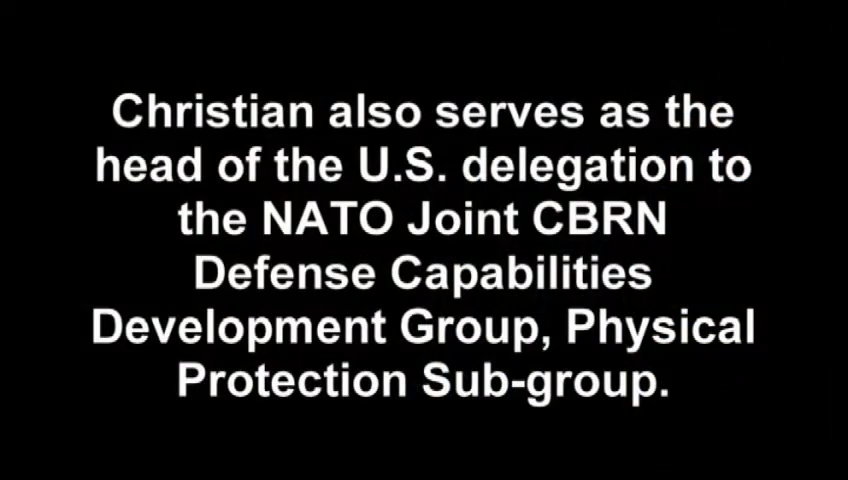 Christian also serves as the
head of the U.S. delegation to
the NATO Joint CBRN
Defense Capabilities
Development Group, Physical
Protection Sub-group.